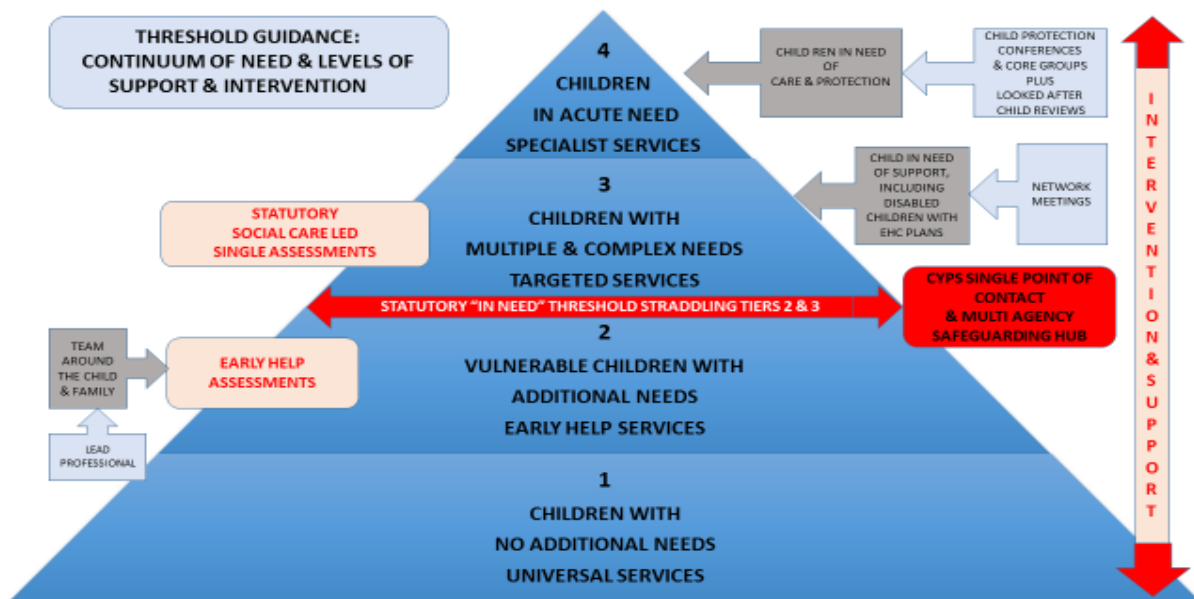 THRESHOLD GUIDANCE:
CONTINUUM OF NEED & LEVELS OF
SUPPORT & INTERVENTION
4
CHILDREN
IN ACUTE NEED
SPECIALIST SERVICES
CHILD REN IN NEED
OF
CARE & PROTECTION
CHILD PROTECTION
CONFERENCES
& CORE GROUPS
PLUS
LOOKED AFTER
CHILD REVIEWS
3
CHILDREN WITH
MULTIPLE & COMPLEX NEEDS
TARGETED SERVICES
STATUTORY
SOCIAL CARE LED
SINGLE ASSESSMENTS
CHILD IN NEED
OF SUPPORT,
INCLUDING
DISABLED
CHILDREN WITH
EHC PLANS
NETWORK
MEETINGS
STATUTORY "IN NEED" THRESHOLD STRADDLING TIERS 2 & 3
CYPS SINGLE POINT OF
CONTACT
& MULTI AGENCY
SAFEGUARDING HUB
2
VULNERABLE CHILDREN WITH
ADDITIONAL NEEDS
EARLY HELP SERVICES
TEAM
AROUND
THE CHILD
& FAMILY
EARLY HELP
ASSESSMENTS
LEAD
PROFESSIONAL
1
CHILDREN WITH
NO ADDITIONAL NEEDS
UNIVERSAL SERVICES
INTERVENTION&SUPPORT